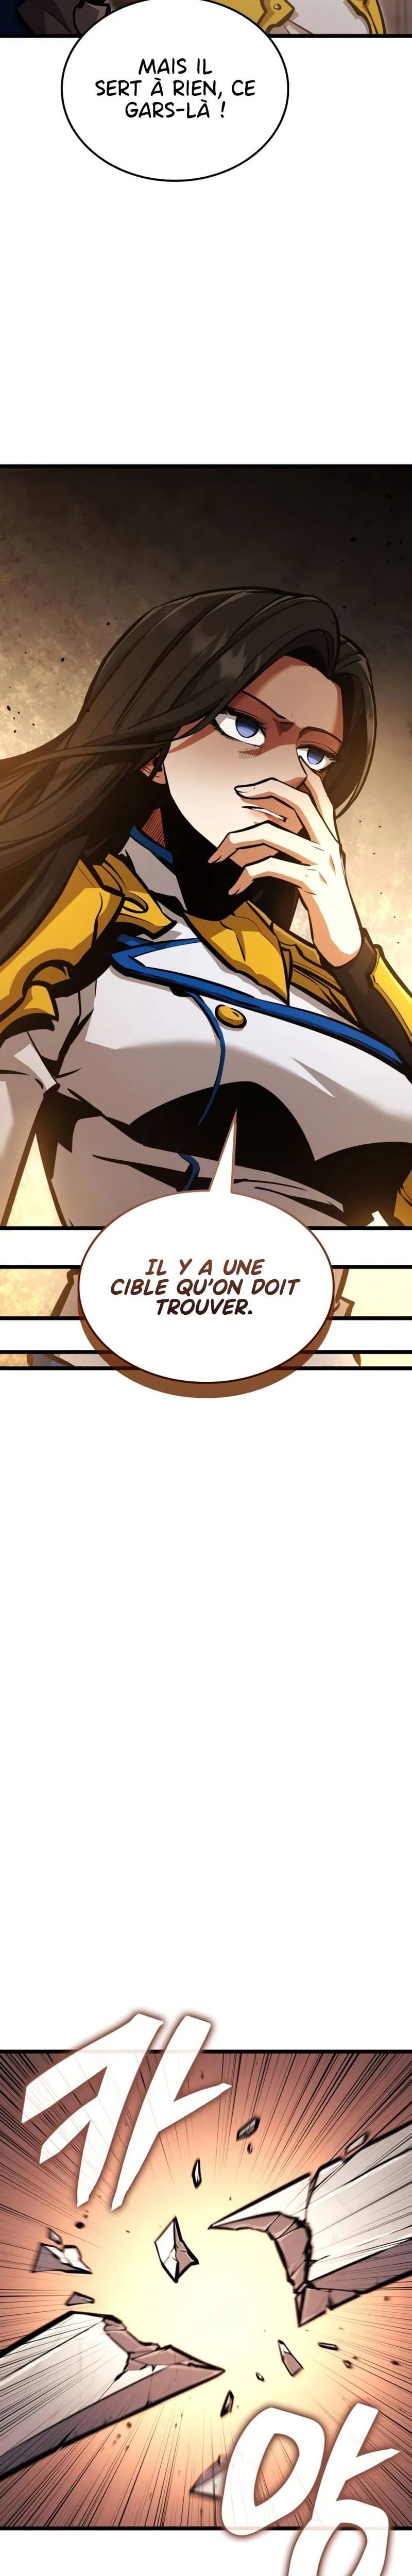 MAIS IL
SERT À RIEN, CE
GARS-LÀ !
IL Y A UNE
CIBLE QU'ON DOIT
TROUVER.